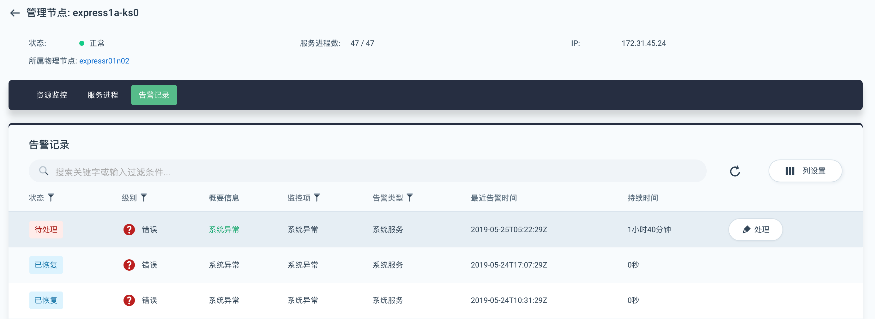 管理节点: express1a-ks0
状态: 正常 服务进程数: 47 / 47 IP: 172.31.45.24
所属物理节点: expressr01n02
资源监控 服务进程 告警记录
告警记录
搜索关键字或输入过滤条件...
列设置
状态 级别 概要信息 监控项 告警类型 最近告警时间 持续时间
待处理 错误 系统异常 系统异常 系统服务 2019-05-25T05:22:29Z 1小时40分钟 处理
已恢复 错误 系统异常 系统异常 系统服务 2019-05-24T17:07:29Z 0秒
已恢复 错误 系统异常 系统异常 系统服务 2019-05-24T10:31:29Z 0秒